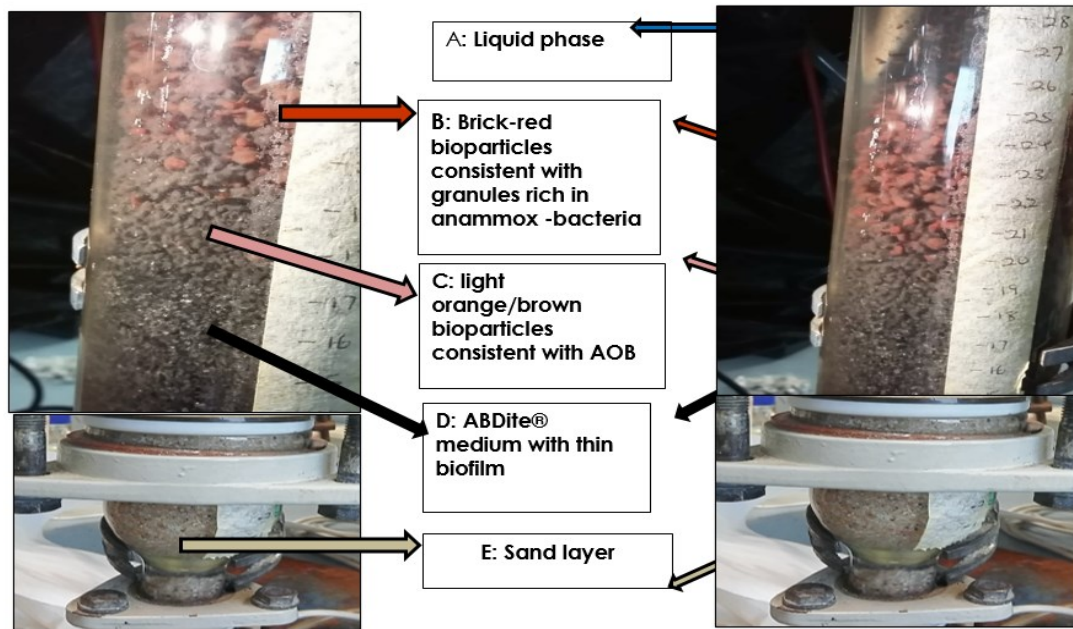 A: Liquid phase
B: Brick-red
bioparticles
consistent with
granules rich in
anammox -bacteria
C: light
orange/brown
bioparticles
consistent with AOB
D: ABDite®
medium with thin
biofilm
E: Sand layer
-17
-16
-28
-27
-26
-25
-24
-23
-22
-21
-20
-19
-18
-17
-16